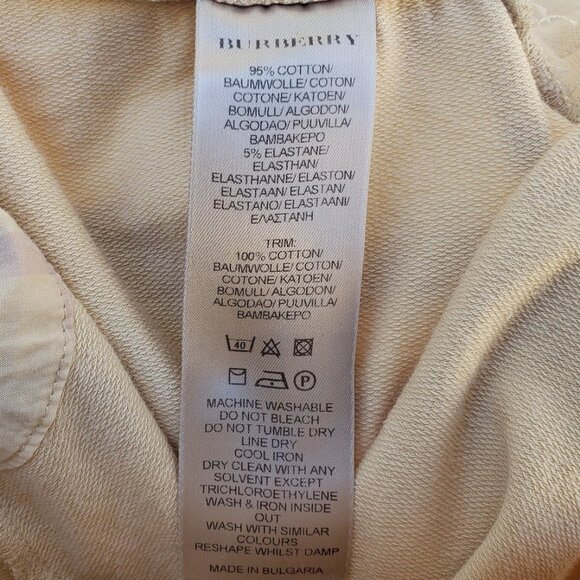 BURBERRY
95% COTTON/
BAUMWOLLE/ COTON/
COTONE/ KATOEN/
BOMULL/ ALGODON/
ALGODAO/ PUUVILLA/
BAMBAKEPO
5% ELASTANE/
ELASTHAN/
ELASTHANNE/ ELASTON
ELASTAAN/ ELASTAN/
ELASTANO/ ELASTAANI/
ΕΛΑΣΤΑΝΗ
TRIM:
100% COTTON/
BAUMWOLLE/ COTON/
COTONE/ KATOEN/
BOMULL/ ALGODON/
ALGODAO/ PUUVILLA/
BAMBAKEPO
40
P
MACHINE WASHABLE
DO NOT BLEACH
DO NOT TUMBLE DRY
LINE DRY
COOL IRON
DRY CLEAN WITH ANY
SOLVENT EXCEPT
TRICHLOROETHYLENE
WASH & IRON INSIDE
OUT
WASH WITH SIMILAR
COLOURS
RESHAPE WHILST DAMP
MADE IN BULGARIA